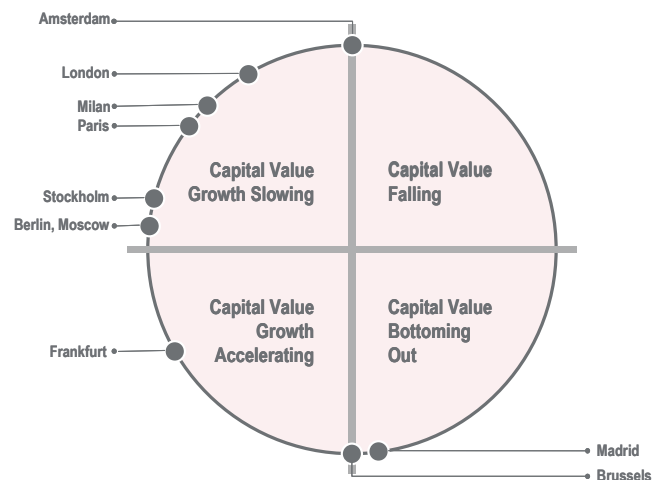 Amsterdam
London
Milan
Paris
Stockholm
Berlin, Moscow
Frankfurt
Capital Value
Growth Slowing
Capital Value
Falling
Capital Value
Growth
Accelerating
Capital Value
Bottoming
Out
Madrid
Brussels